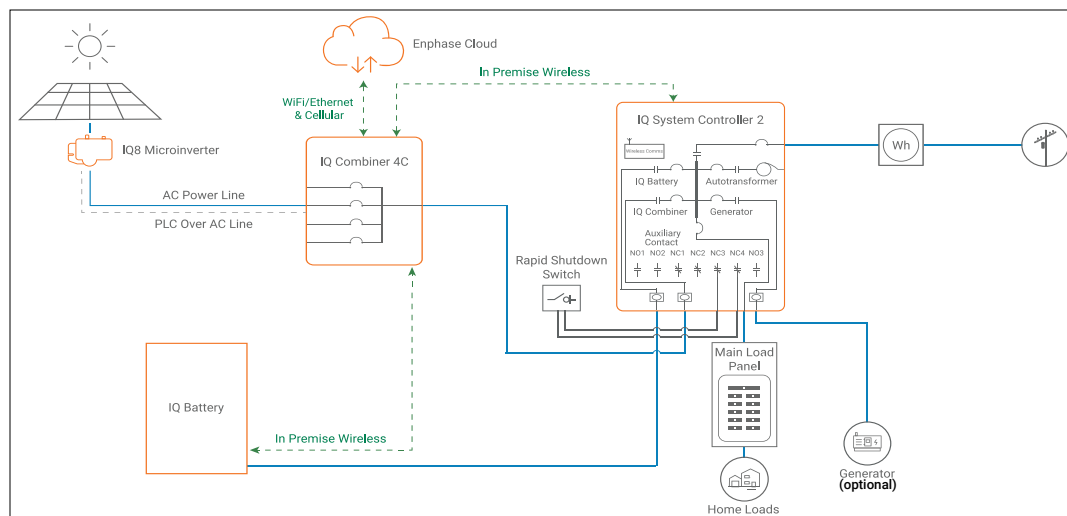 Enphase Cloud
In Premise Wireless
WiFi/Ethernet
& Cellular
IQ System Controller 2
IQ8 Microinverter
IQ Combiner 4C
Wireless Comms
Wh
IQ Battery
Autotransformer
AC Power Line
PLC Over AC Line
IQ Combiner
Generator
Auxiliary
Contact
NO1 NO2 NC1 NC2 NC3 NC4 NO3
Rapid Shutdown
Switch
Main Load
Panel
IQ Battery
In Premise Wireless
Generator
(optional)
Home Loads